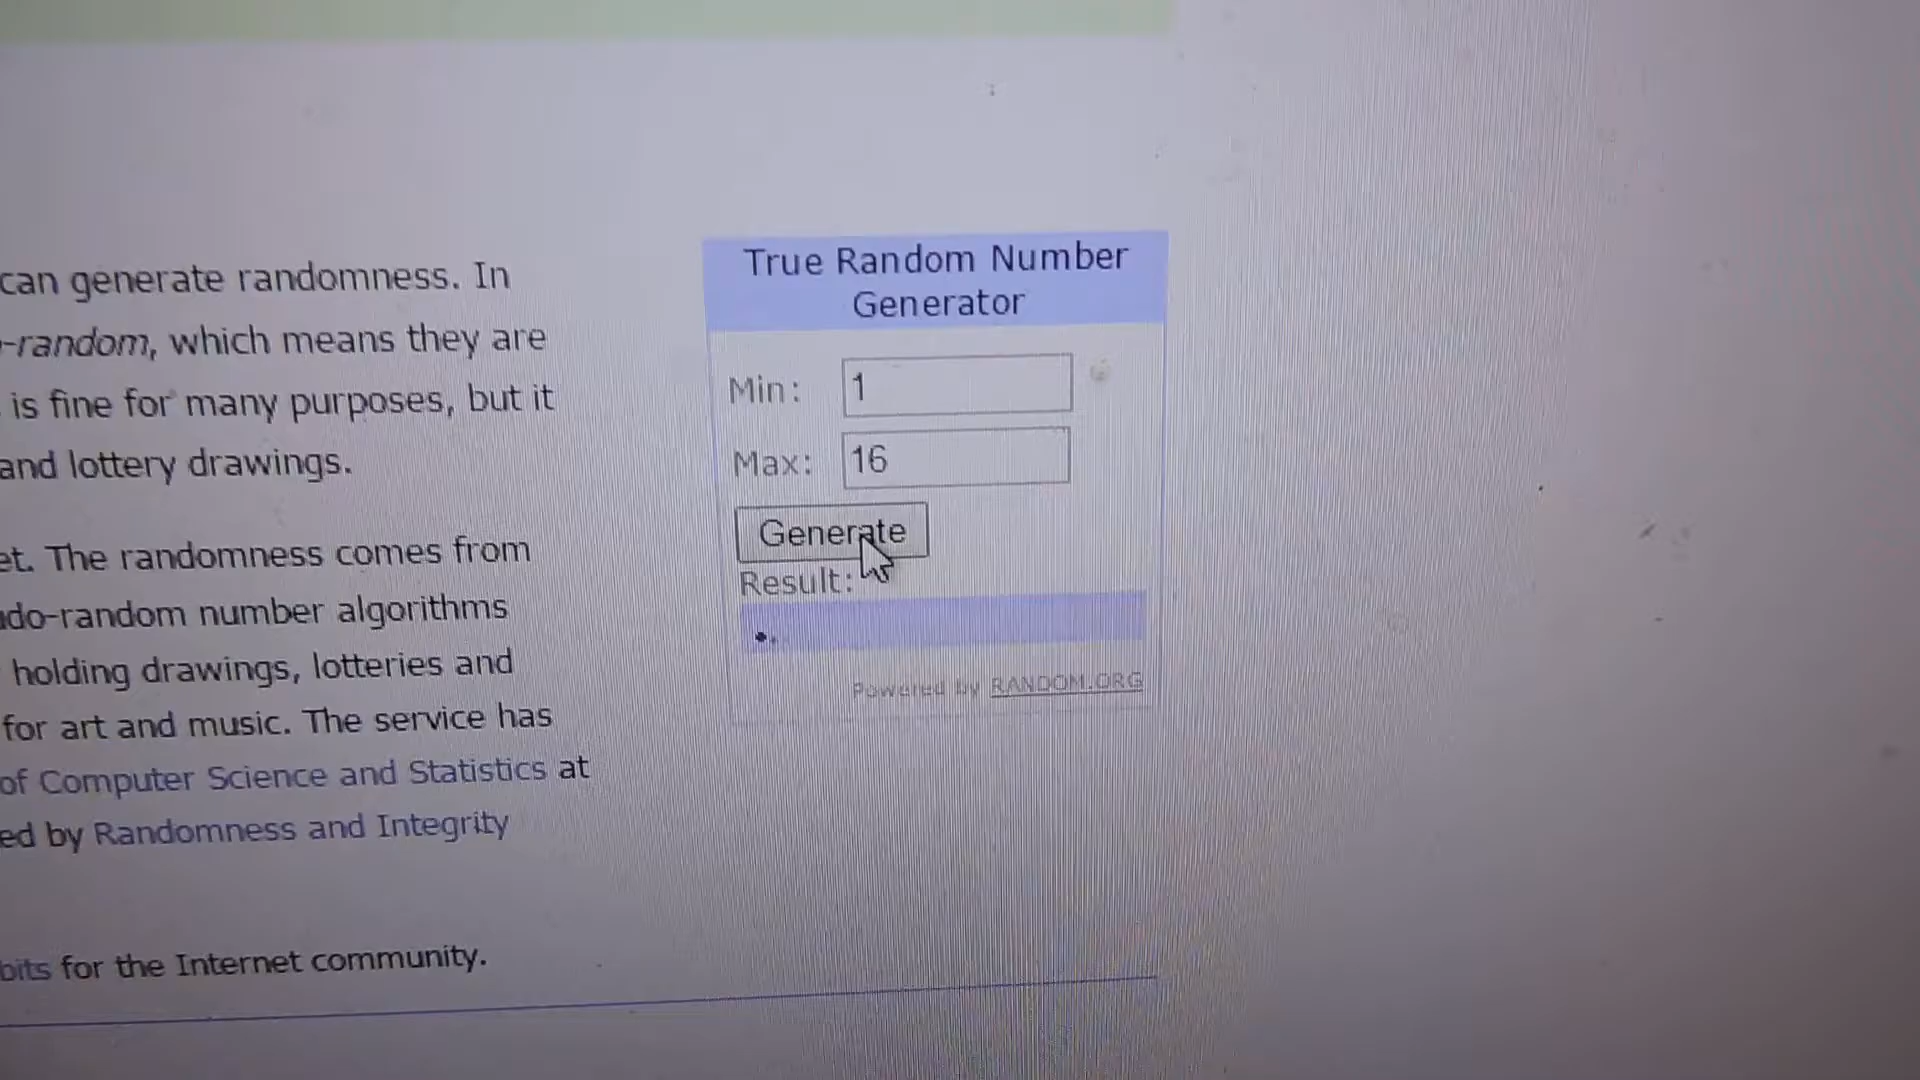 can generate randomness. In
-random, which means they are
is fine for many purposes, but it
and lottery drawings.
et. The randomness comes from
do-random number algorithms
holding drawings, lotteries and
for art and music. The service has
of Computer Science and Statistics at
ed by Randomness and Integrity
bits for the Internet community.
True Random Number
Generator
Min: 1
Max: 16
Generate
Result:
Powered by RANDOM.ORG